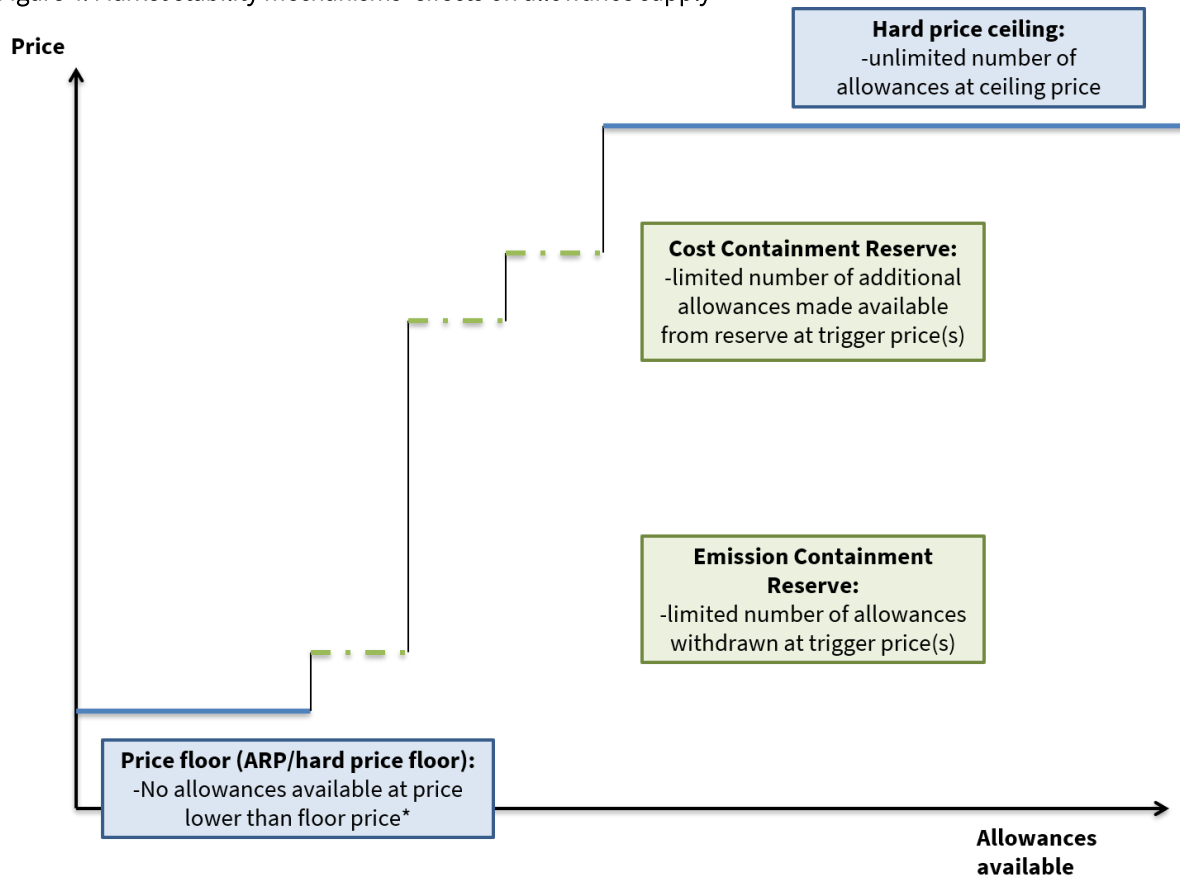 Price
Hard price ceiling:
-unlimited number of
allowances at ceiling price
Cost Containment Reserve:
-limited number of additional
allowances made available
from reserve at trigger price(s)
Emission Containment
Reserve:
-limited number of allowances
withdrawn at trigger price(s)
Price floor (ARP/hard price floor):
-No allowances available at price
lower than floor price*
Allowances
available